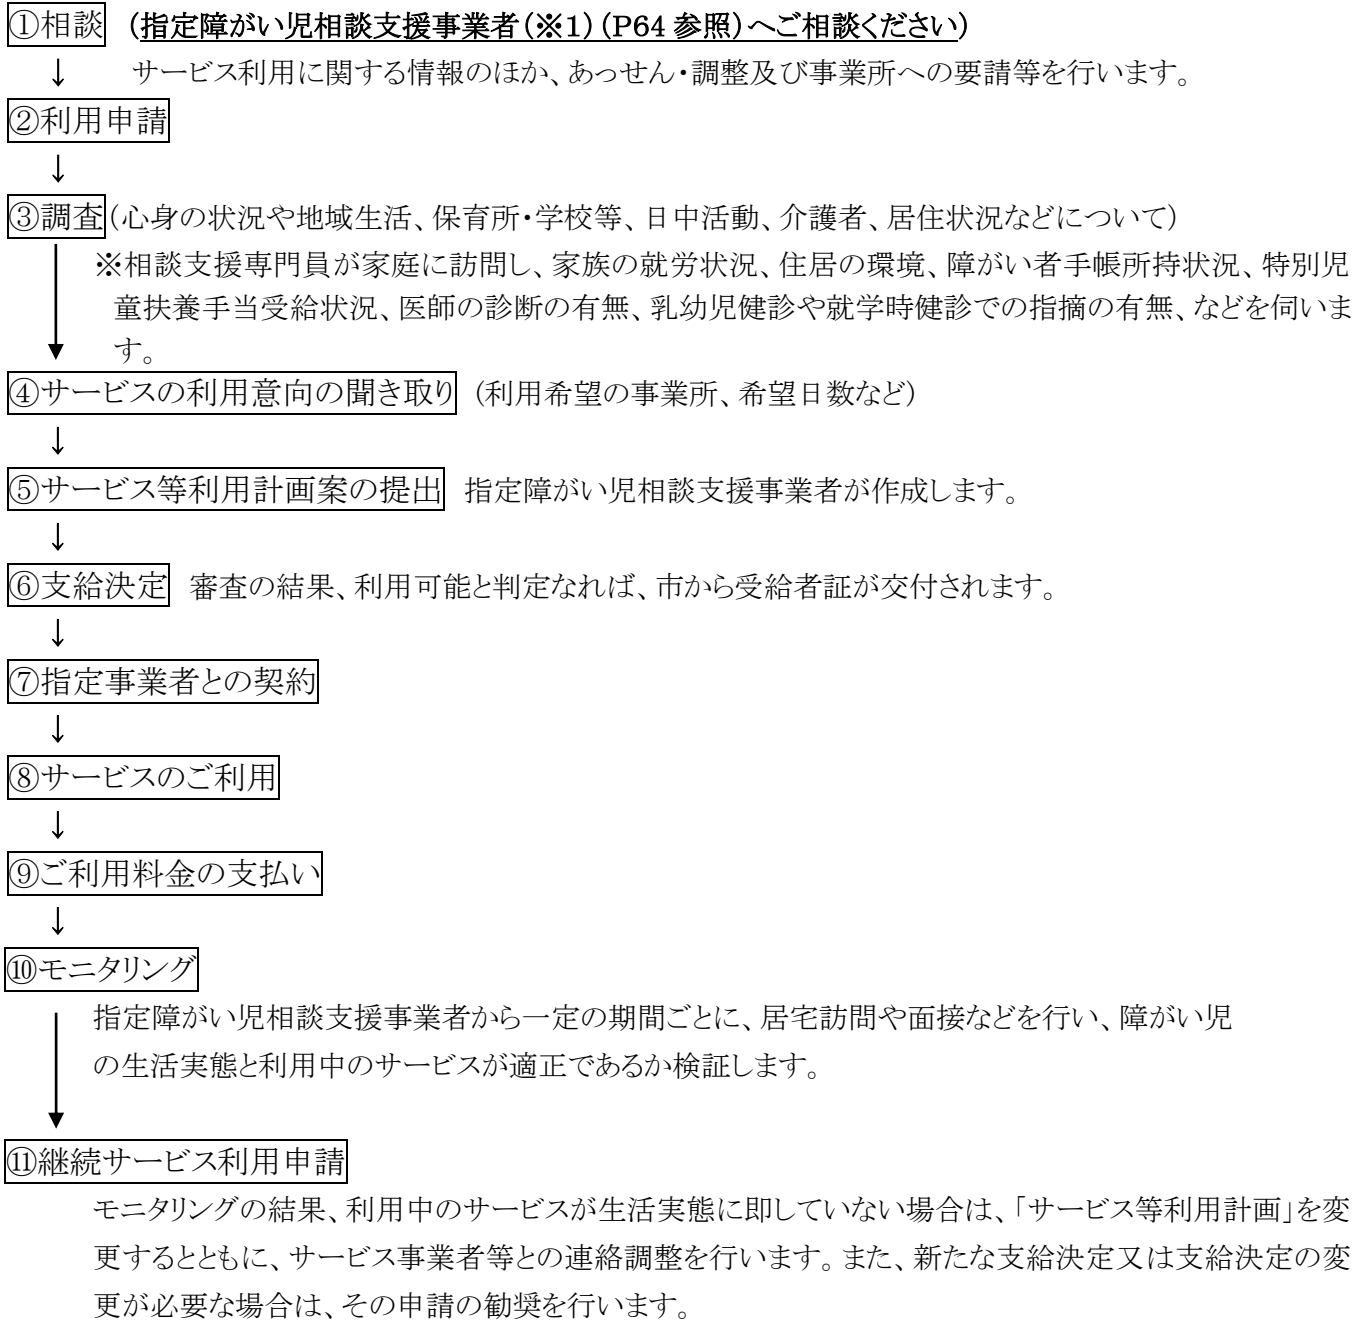 ①相談 (指定障がい児相談支援事業者(※1)(P64 参照)へご相談ください)
↓ サービス利用に関する情報のほか、あっせん・調整及び事業所への要請等を行います。
②利用申請
↓
③調査(心身の状況や地域生活、保育所・学校等、日中活動、介護者、居住状況などについて)
※相談支援専門員が家庭に訪問し、家族の就労状況、住居の環境、障がい者手帳所持状況、特別児
童扶養手当受給状況、医師の診断の有無、乳幼児健診や就学時健診での指摘の有無、などを伺いま
す。
④サービスの利用意向の聞き取り (利用希望の事業所、希望日数など)
↓
⑤サービス等利用計画案の提出 指定障がい児相談支援事業者が作成します。
↓
⑥支給決定 審査の結果、利用可能と判定なれば、市から受給者証が交付されます。
↓
⑦指定事業者との契約
↓
⑧サービスのご利用
↓
⑨ご利用料金の支払い
↓
⑩モニタリング
指定障がい児相談支援事業者から一定の期間ごとに、居宅訪問や面接などを行い、障がい児
の生活実態と利用中のサービスが適正であるか検証します。
⑪継続サービス利用申請
モニタリングの結果、利用中のサービスが生活実態に即していない場合は、「サービス等利用計画」を変
更するとともに、サービス事業者等との連絡調整を行います。また、新たな支給決定又は支給決定の変
更が必要な場合は、その申請の勧奨を行います。